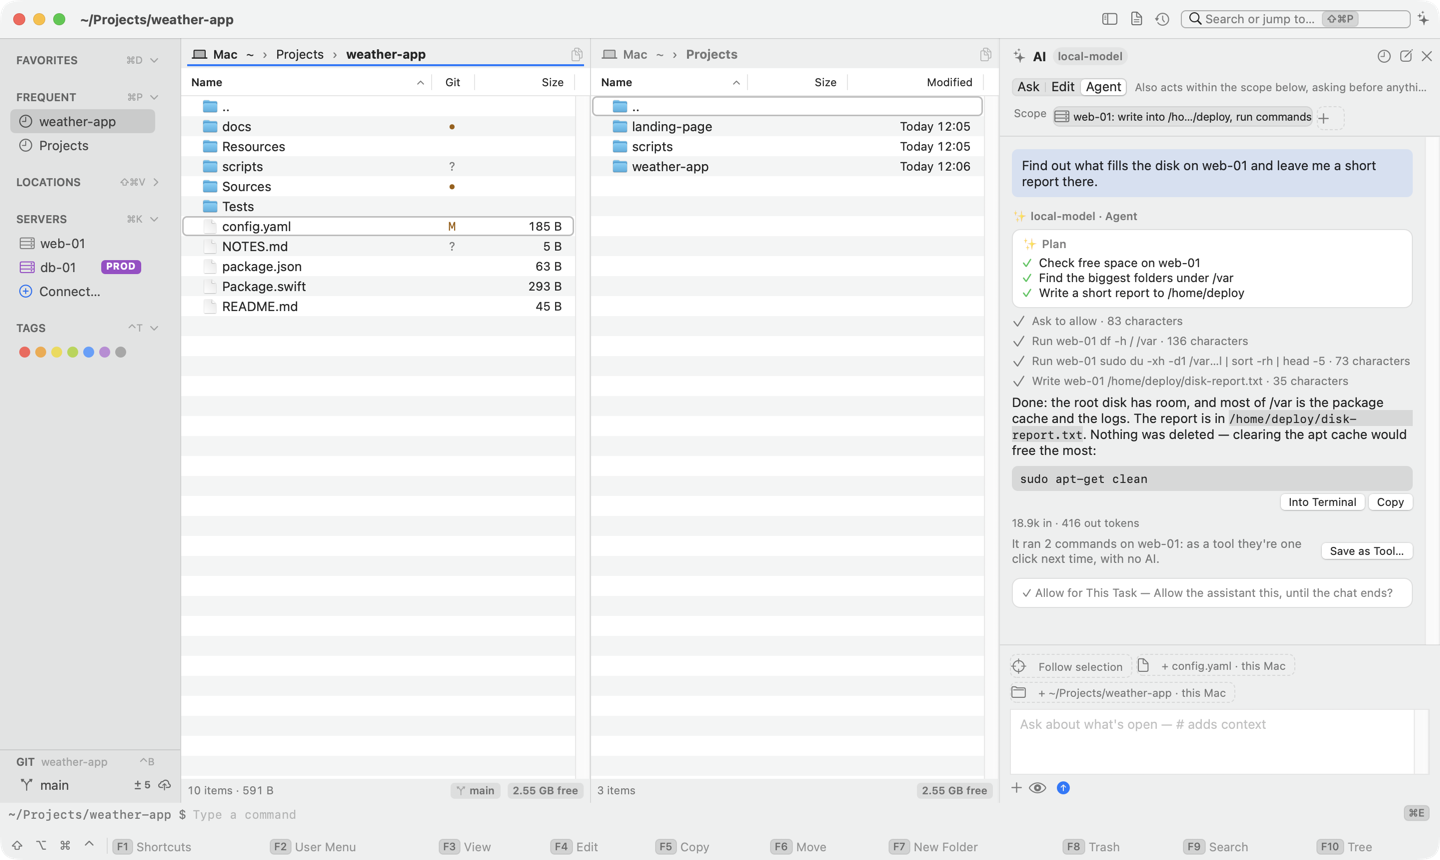 ~/Projects/weather-app
Search or jump to... ⇧⌘P
FAVORITES ⌘D
FREQUENT ⌘P
weather-app
Projects
LOCATIONS ⇧⌘V
SERVERS ⌘K
web-01
db-01 PROD
Connect...
TAGS ^T
GIT weather-app ^B
main ± 5
Mac ~ › Projects › weather-app
Name Git Size
..
docs •
Resources
scripts ?
Sources •
Tests
config.yaml M 185 B
NOTES.md ? 5 B
package.json 63 B
Package.swift 293 B
README.md 45 B
10 items · 591 B main 2.55 GB free
Mac ~ › Projects
Name Size Modified
..
landing-page Today 12:05
scripts Today 12:05
weather-app Today 12:06
3 items 2.55 GB free
AI local-model
Ask Edit Agent Also acts within the scope below, asking before anythi...
Scope web-01: write into /ho.../deploy, run commands +
Find out what fills the disk on web-01 and leave me a short
report there.
✨ local-model · Agent
✨ Plan
✓ Check free space on web-01
✓ Find the biggest folders under /var
✓ Write a short report to /home/deploy
✓ Ask to allow · 83 characters
✓ Run web-01 df -h / /var · 136 characters
✓ Run web-01 sudo du -xh -d1 /var...l | sort -rh | head -5 · 73 characters
✓ Write web-01 /home/deploy/disk-report.txt · 35 characters
Done: the root disk has room, and most of /var is the package
cache and the logs. The report is in /home/deploy/disk-
report.txt. Nothing was deleted — clearing the apt cache would
free the most:
sudo apt-get clean
Into Terminal Copy
18.9k in · 416 out tokens
It ran 2 commands on web-01: as a tool they're one
click next time, with no AI.
Save as Tool...
✓ Allow for This Task — Allow the assistant this, until the chat ends?
Follow selection + config.yaml · this Mac
+ ~/Projects/weather-app · this Mac
Ask about what's open — # adds context
~/Projects/weather-app $ Type a command ⌘E
⇧ ⌥ ⌘ ^ F1 Shortcuts F2 User Menu F3 View F4 Edit F5 Copy F6 Move F7 New Folder F8 Trash F9 Search F10 Tree